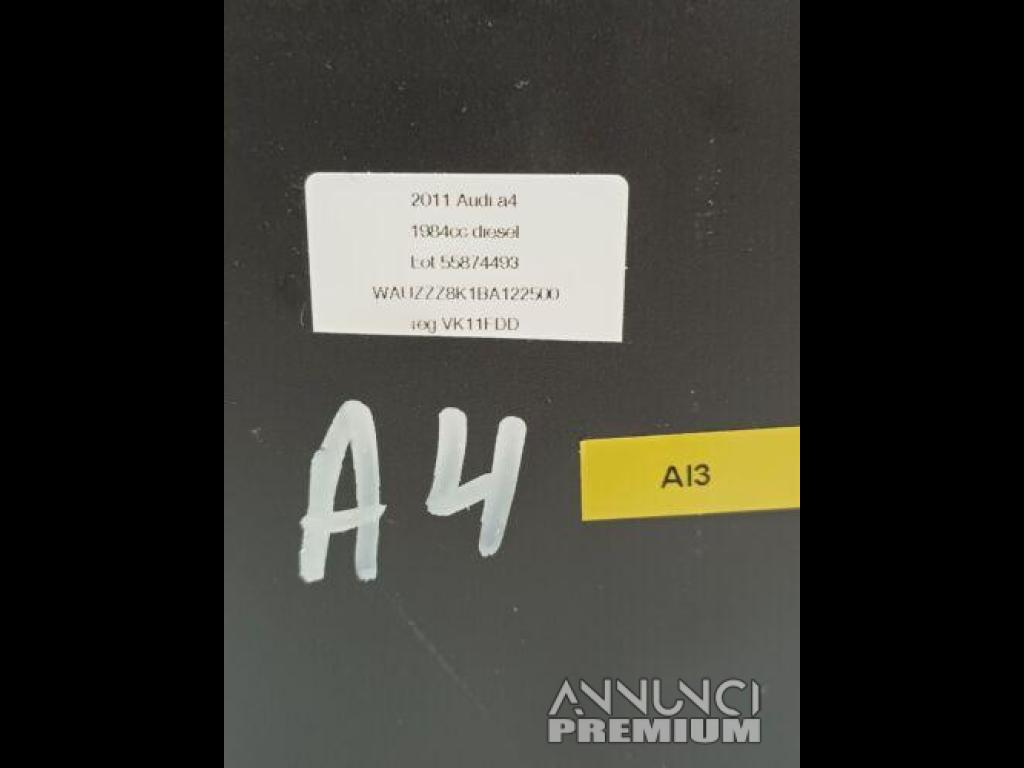 2011 Audi a4
1984cc diesel
Lot 55874493
WAUZZZ8K1BA122500
reg VK11FDD
A4
AI3
ANNUNCI
PREMIUM